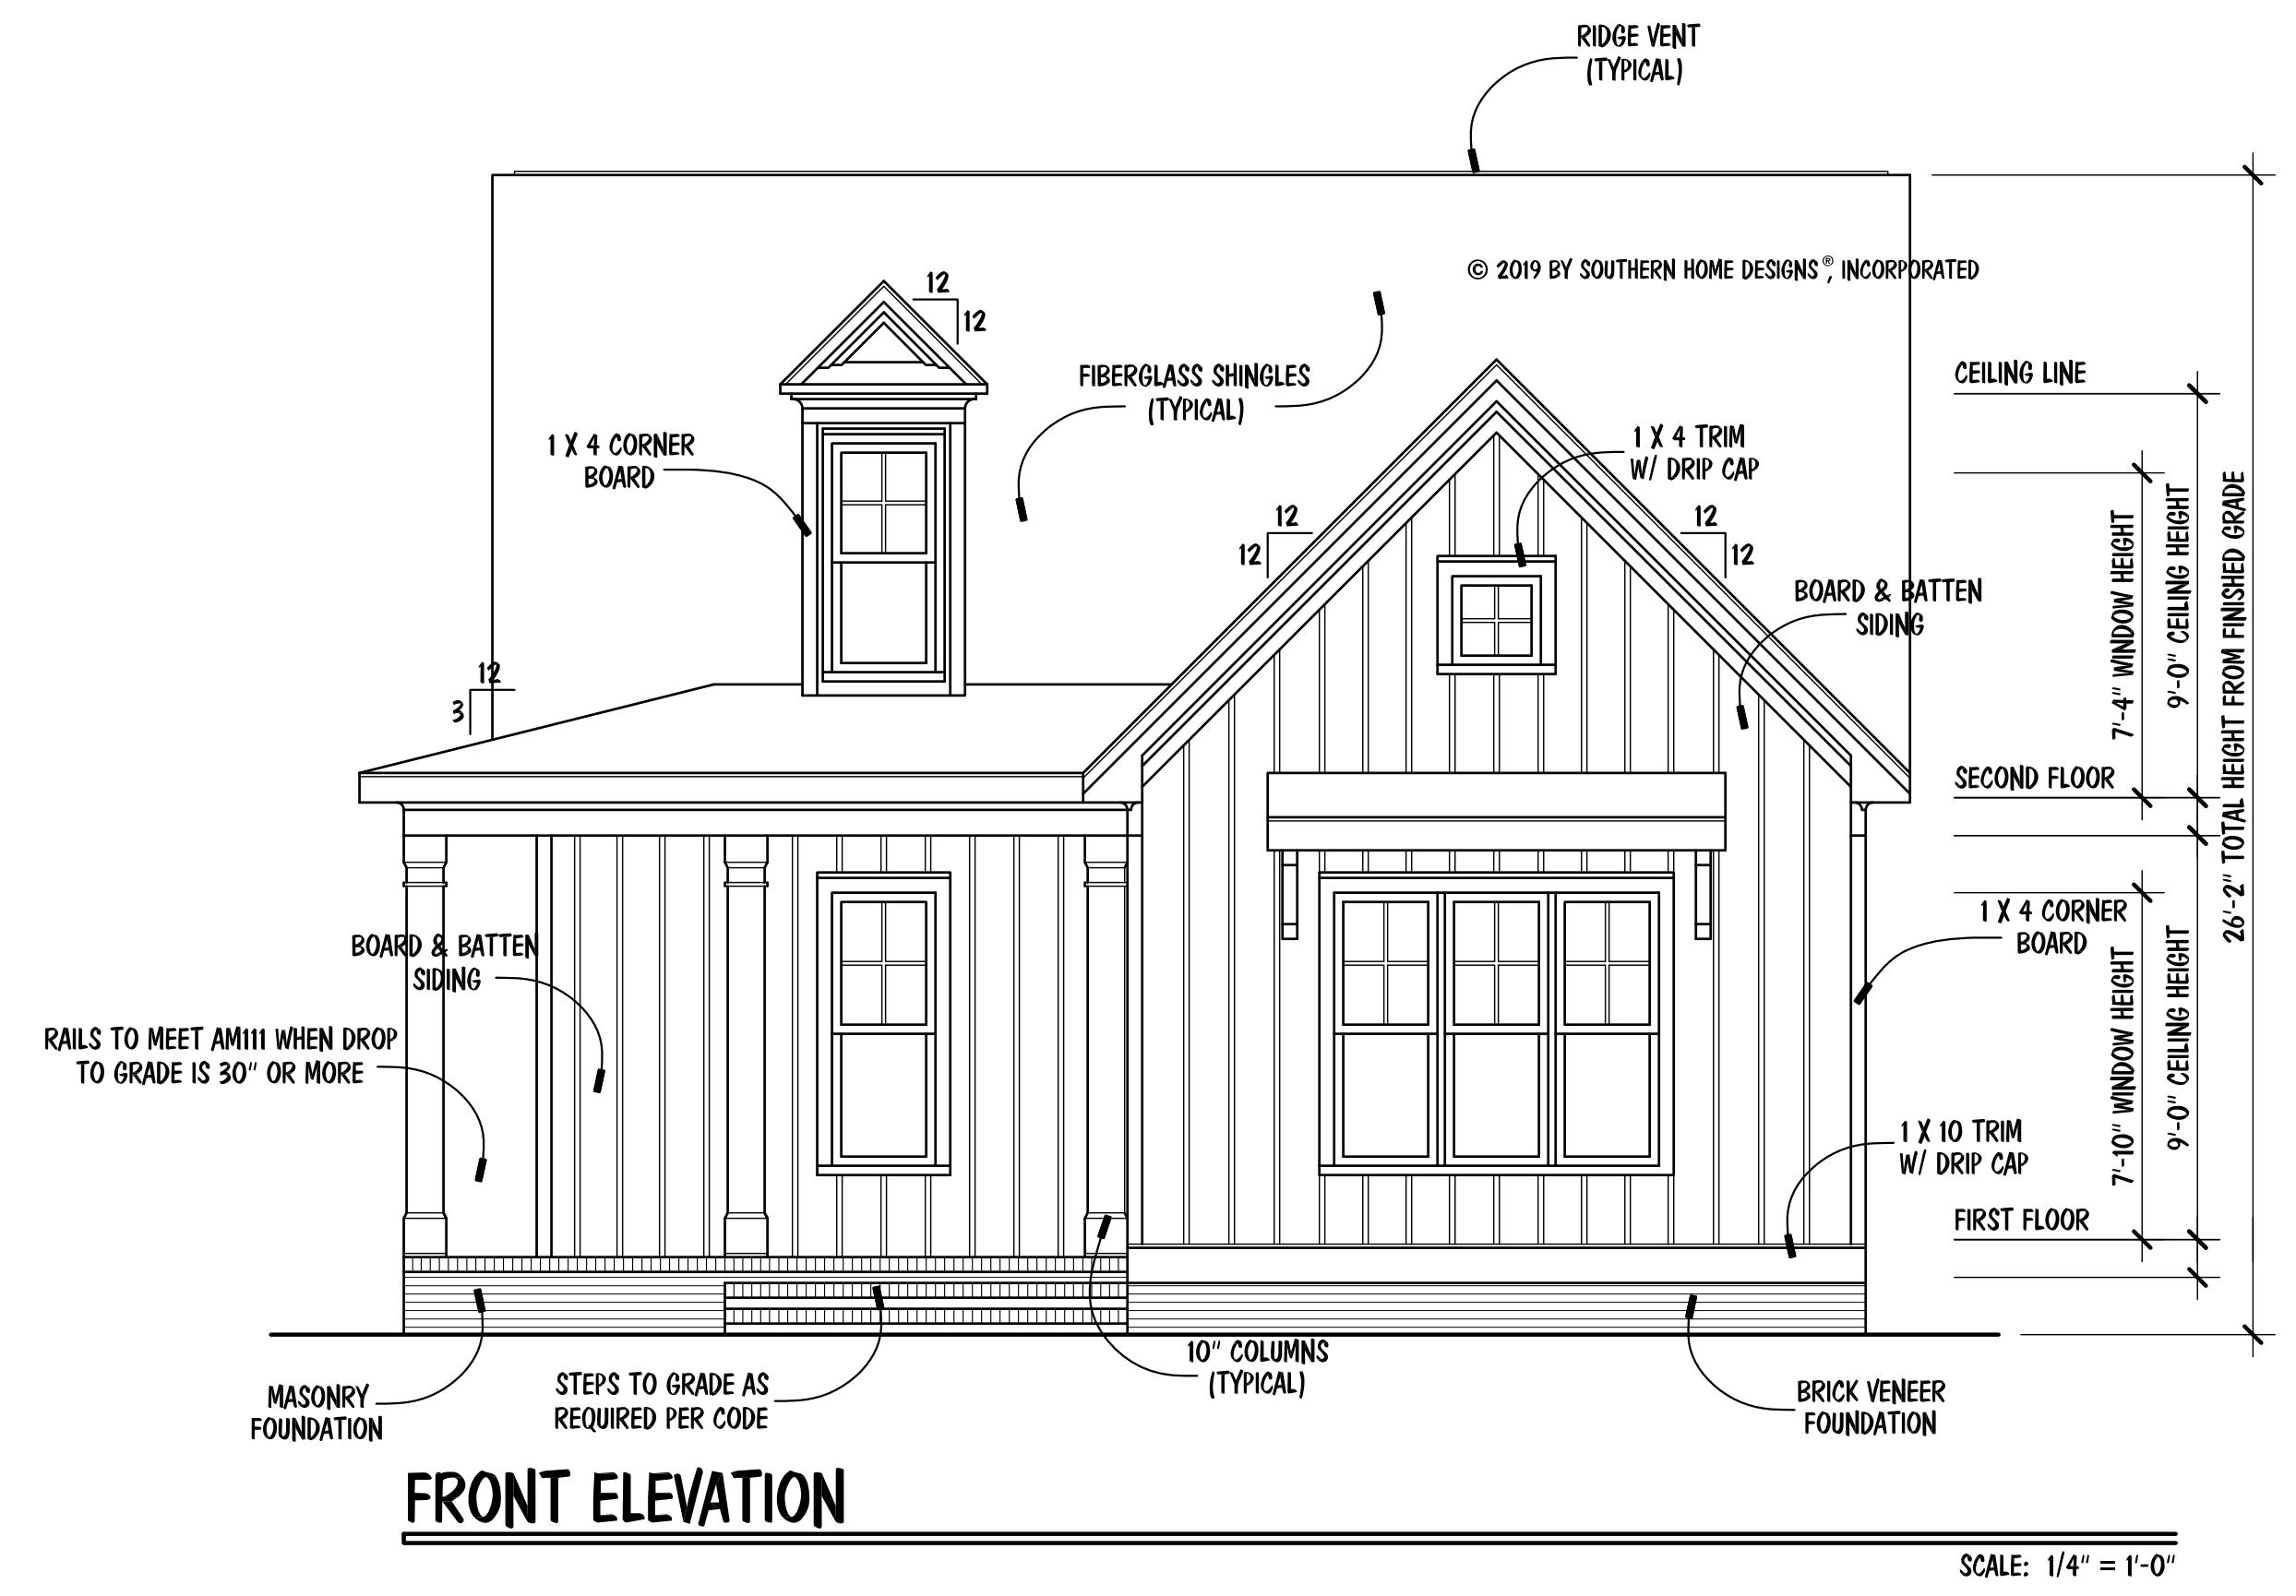 RIDGE VENT
(TYPICAL)
© 2019 BY SOUTHERN HOME DESIGNS®, INCORPORATED
12
12
FIBERGLASS SHINGLES
(TYPICAL)
CEILING LINE
1 X 4 CORNER
BOARD
1 X 4 TRIM
W/ DRIP CAP
12
12
12
12
BOARD & BATTEN
SIDING
7'-4" WINDOW HEIGHT
9'-0" CEILING HEIGHT
26'-2" TOTAL HEIGHT FROM FINISHED GRADE
12
3
SECOND FLOOR
BOARD & BATTEN
SIDING
1 X 4 CORNER
BOARD
RAILS TO MEET AM111 WHEN DROP
TO GRADE IS 30" OR MORE
7'-10" WINDOW HEIGHT
9'-0" CEILING HEIGHT
1 X 10 TRIM
W/ DRIP CAP
FIRST FLOOR
10" COLUMNS
(TYPICAL)
MASONRY
FOUNDATION
STEPS TO GRADE AS
REQUIRED PER CODE
BRICK VENEER
FOUNDATION
FRONT ELEVATION
SCALE: 1/4" = 1'-0"